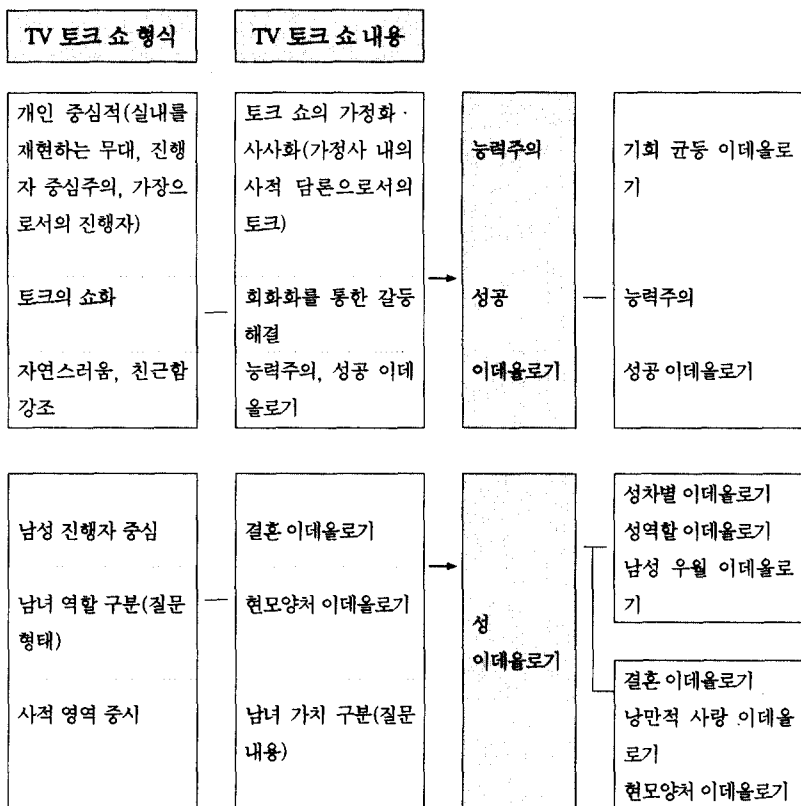 TV 토크 쇼 형식
TV 토크 쇼 내용
개인 중심적(실내를
재현하는 무대, 진행
자 중심주의, 가장으
로서의 진행자)
토크의 쇼화
자연스러움, 친근함
강조
토크 쇼의 가정화 ·
사사화(가정사 내의
사적 담론으로서의
토크)
회화화를 통한 갈등
해결
능력주의, 성공 이데
올로기
능력주의
성공
이데올로기
기회 균등 이데올로
기
능력주의
성공 이데올로기
남성 진행자 중심
남녀 역할 구분(질문
형태)
사적 영역 중시
결혼 이데올로기
현모양처 이데올로기
남녀 가치 구분(질문
내용)
성
이데올로기
성차별 이데올로기
성역할 이데올로기
남성 우월 이데올로
기
결혼 이데올로기
낭만적 사랑 이데올
로기
현모양처 이데올로기